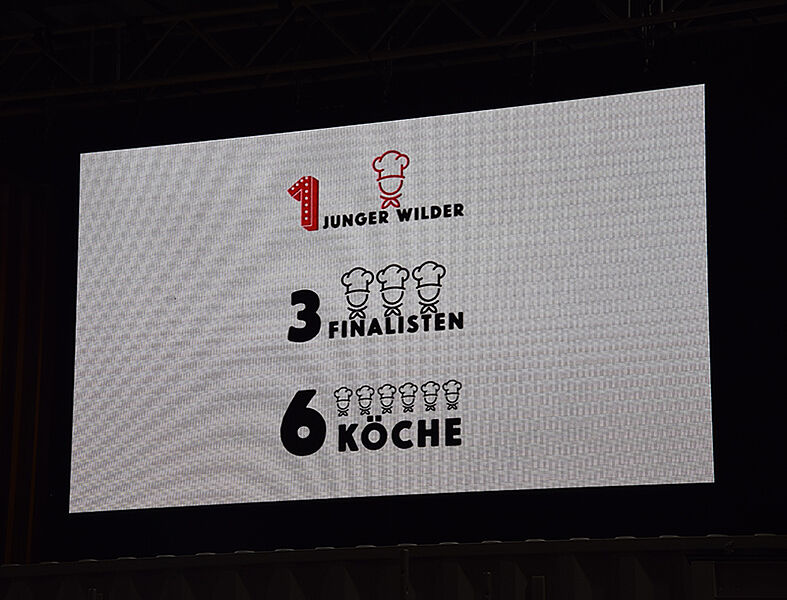 1 JUNGER WILDER
3 FINALISTEN
6 KÖCHE